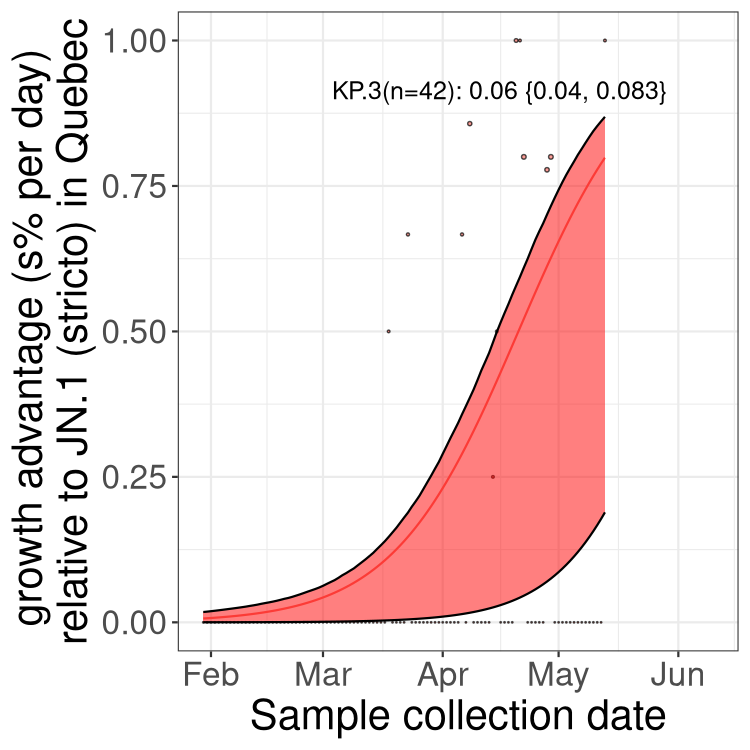 growth advantage (s% per day)
relative to JN.1 (stricto) in Quebec
1.00
0.75
0.50
0.25
0.00
KP.3(n=42): 0.06 {0.04, 0.083}
Feb Mar Apr May Jun
Sample collection date